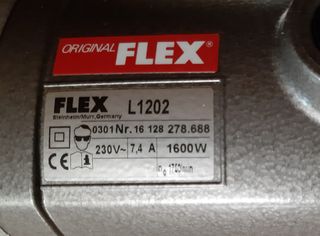 ORIGINAL FLEX®
FLEX L1202
Steinheim/Murr, Germany
0301 Nr. 16 128 278.688
230V~ 7,4 A 1600W